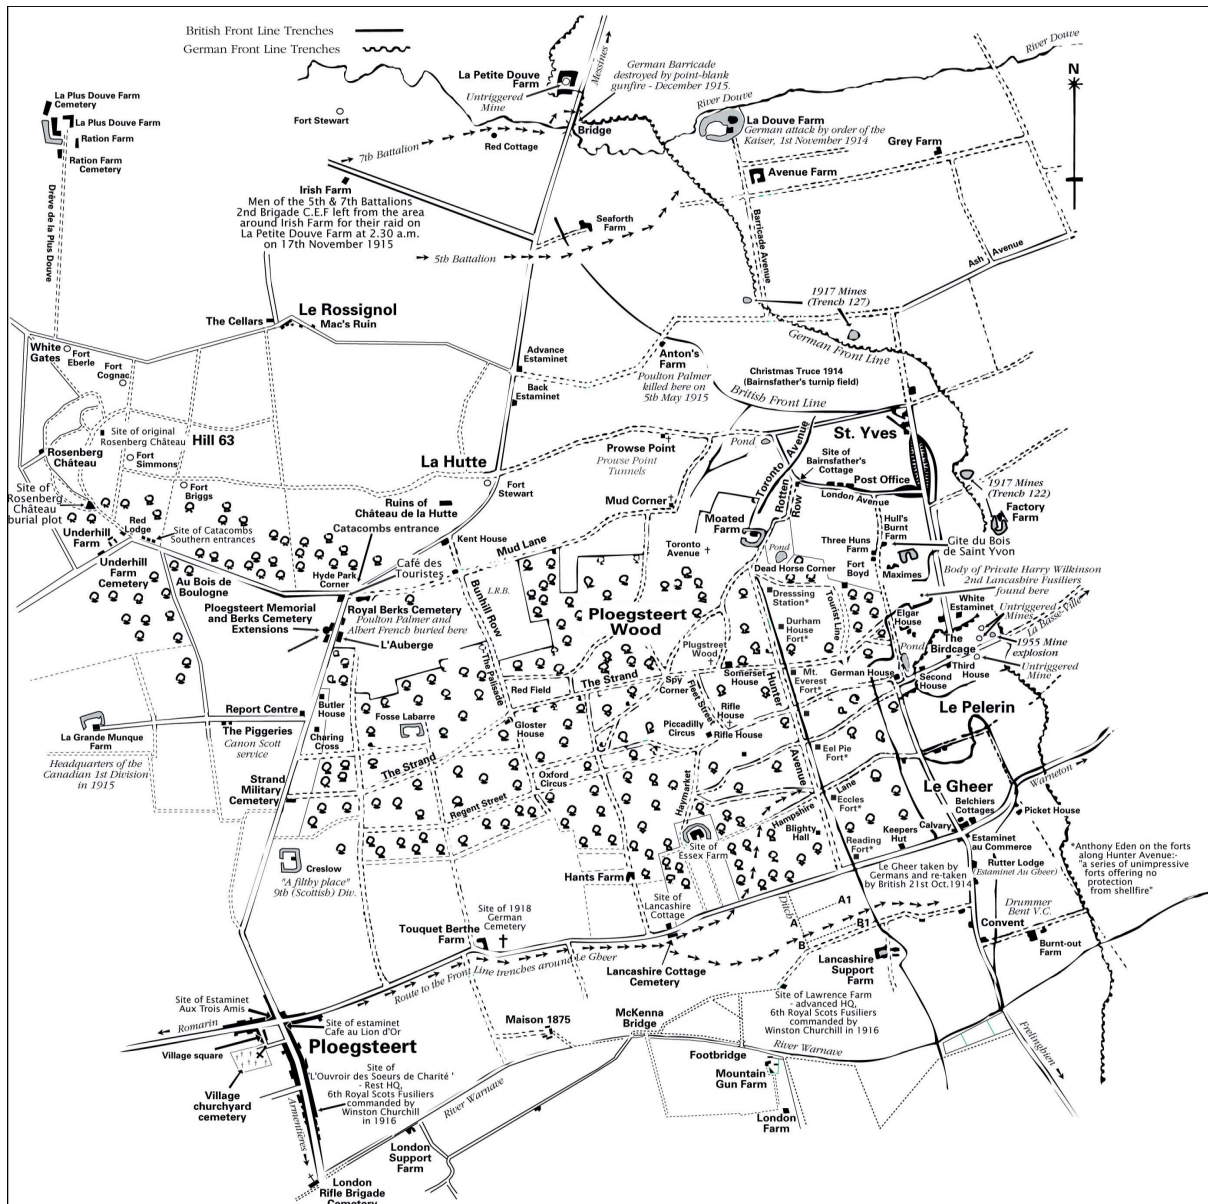 British Front Line Trenches
German Front Line Trenches
Messines
River Douve
N
La Petite Douve
Farm
Untriggered
Mine
German Barricade
destroyed by point-blank
gunfire - December 1915.
La Plus Douve Farm
Cemetery
La Plus Douve Farm
Ration Farm
Ration Farm
Cemetery
Fort Stewart
River Douve
La Douve Farm
German attack by order of the
Kaiser, 1st November 1914
Bridge
7th Battalion
Red Cottage
Grey Farm
Avenue Farm
Drève de la Plus Douve
Irish Farm
Men of the 5th & 7th Battalions
2nd Brigade C.E.F left from the area
around Irish Farm for their raid on
La Petite Douve Farm at 2.30 a.m.
on 17th November 1915
Seaforth
Farm
5th Battalion
Barricade Avenue
Ash Avenue
1917 Mines
(Trench 127)
Le Rossignol
The Cellars
Mac's Ruin
German Front Line
White
Gates
Fort
Eberle
Fort
Cognac
Advance
Estaminet
Back
Estaminet
Anton's
Farm
Poulton Palmer
killed here on
5th May 1915
Christmas Truce 1914
(Bairnsfather's turnip field)
British Front Line
Site of original
Rosenberg Château
Hill 63
Rosenberg
Château
Fort
Simmons
La Hutte
Prowse Point
Prowse Point
Tunnels
Pond
Toronto Avenue
St. Yves
Site of
Bairnsfather's
Cottage
Post Office
London Avenue
Rotten
Row
1917 Mines
(Trench 122)
Factory
Farm
Site of
Rosenberg
Château
burial plot
Fort
Briggs
Fort
Stewart
Ruins of
Château de la Hutte
Mud Corner
Moated
Farm
Hull's
Burnt
Farm
Gite du Bois
de Saint Yvon
Red
Lodge
Site of Catacombs
Southern entrances
Catacombs entrance
Underhill
Farm
Kent House
Mud Lane
Toronto
Avenue
Pond
Three Huns
Farm
Underhill
Farm
Cemetery
Au Bois de
Boulogne
Hyde Park
Corner
Café des
Touristes
Dead Horse Corner
Fort
Boyd
Maximes
Body of Private Harry Wilkinson
2nd Lancashire Fusiliers
found here
Bunhill Row
L.R.B.
Ploegsteert Memorial
and Berks Cemetery
Extensions
Royal Berks Cemetery
Poulton Palmer and
Albert French buried here
L'Auberge
Ploegsteert
Wood
Dresssing
Station*
Tourist Line
Durham
House
Fort*
White
Estaminet
Elgar
House
Untriggered
Mines
La Basse-Ville
The
Birdcage
1955 Mine
explosion
Untriggered
Mine
The Palisade
Plugstreet
Wood
Pond
Somerset
House
Mt.
Everest
Fort*
German House
Second
House
Third
House
Red Field
The Strand
Spy
Corner
Fleet Street
Hunter
Avenue
Butler
House
Report Centre
The Piggeries
Canon Scott
service
La Grande Munque
Farm
Headquarters of the
Canadian 1st Division
in 1915
Charing
Cross
Fosse Labarre
Gloster
House
Rifle
House
Rifle House
Piccadilly
Circus
Le Pelerin
Eel Pie
Fort*
The Strand
Oxford
Circus
Haymarket
Strand
Military
Cemetery
Regent Street
Hampshire Lane
Eccles
Fort*
Le Gheer
Warneton
Belchiers
Cottages
Picket House
Blighty
Hall
Keepers
Hut
Calvary
Site of
Essex Farm
Reading
Fort*
Estaminet
au Commerce
Creslow
"A filthy place"
9th (Scottish) Div.
Hants Farm
Le Gheer taken by
Germans and re-taken
by British 21st Oct.1914
Rutter Lodge
(Estaminet Au Gheer)
*Anthony Eden on the forts
along Hunter Avenue:-
"a series of unimpressive
forts offering no
protection
from shellfire"
Site of
Lancashire
Cottage
Ditch
A1
A
B1
B
Drummer
Bent V.C.
Convent
Burnt-out
Farm
Site of 1918
German
Cemetery
Touquet Berthe
Farm
Route to the Front Line trenches around Le Gheer
Lancashire Cottage
Cemetery
Lancashire
Support
Farm
Site of Estaminet
Aux Trois Amis
Romarin
Site of estaminet
Cafe au Lion d'Or
Village square
Ploegsteert
Maison 1875
McKenna
Bridge
Site of Lawrence Farm
- advanced HQ,
6th Royal Scots Fusiliers
commanded by
Winston Churchill in 1916
Frelinghien
River Warnave
Footbridge
Mountain
Gun Farm
Village
churchyard
cemetery
Site of
'L'Ouvroir des Soeurs de Charité '
- Rest HQ,
6th Royal Scots Fusiliers
commanded by
Winston Churchill
in 1916
Armentières
River Warnave
London
Farm
London
Support
Farm
London
Rifle Brigade
Cemetery